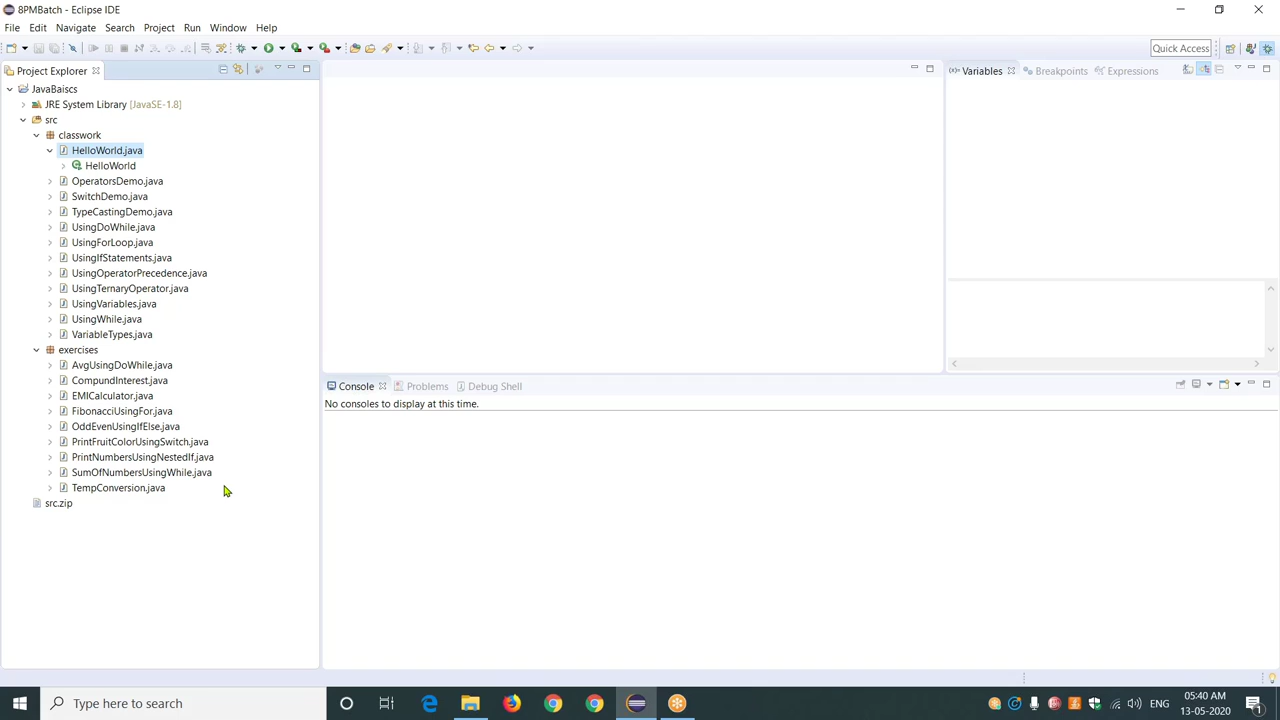 8PMBatch - Eclipse IDE
File Edit Navigate Search Project Run Window Help
Quick Access
Project Explorer
JavaBaiscs
JRE System Library [JavaSE-1.8]
src
classwork
HelloWorld.java
HelloWorld
OperatorsDemo.java
SwitchDemo.java
TypeCastingDemo.java
UsingDoWhile.java
UsingForLoop.java
UsingIfStatements.java
UsingOperatorPrecedence.java
UsingTernaryOperator.java
UsingVariables.java
UsingWhile.java
VariableTypes.java
exercises
AvgUsingDoWhile.java
CompundInterest.java
EMICalculator.java
FibonacciUsingFor.java
OddEvenUsingIfElse.java
PrintFruitColorUsingSwitch.java
PrintNumbersUsingNestedIf.java
SumOfNumbersUsingWhile.java
TempConversion.java
src.zip
Variables Breakpoints Expressions
Console Problems Debug Shell
No consoles to display at this time.
Type here to search
ENG
05:40 AM
13-05-2020
1